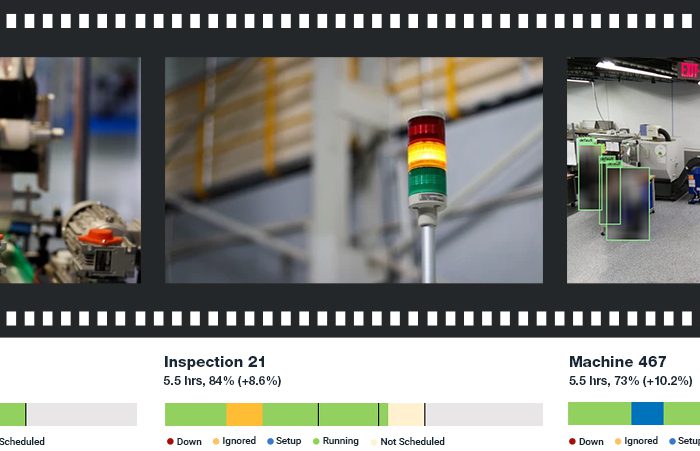 EXIT
Inspection 21
5.5 hrs, 84% (+8.6%)
Machine 467
5.5 hrs, 73% (+10.2%)
Scheduled
Down
Ignored
Setup
Running
Not Scheduled
Down
Ignored
Setup